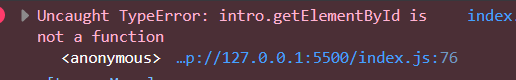 Uncaught TypeError: intro.getElementById is index.
not a function
<anonymous> …p://127.0.0.1:5500/index.js:76